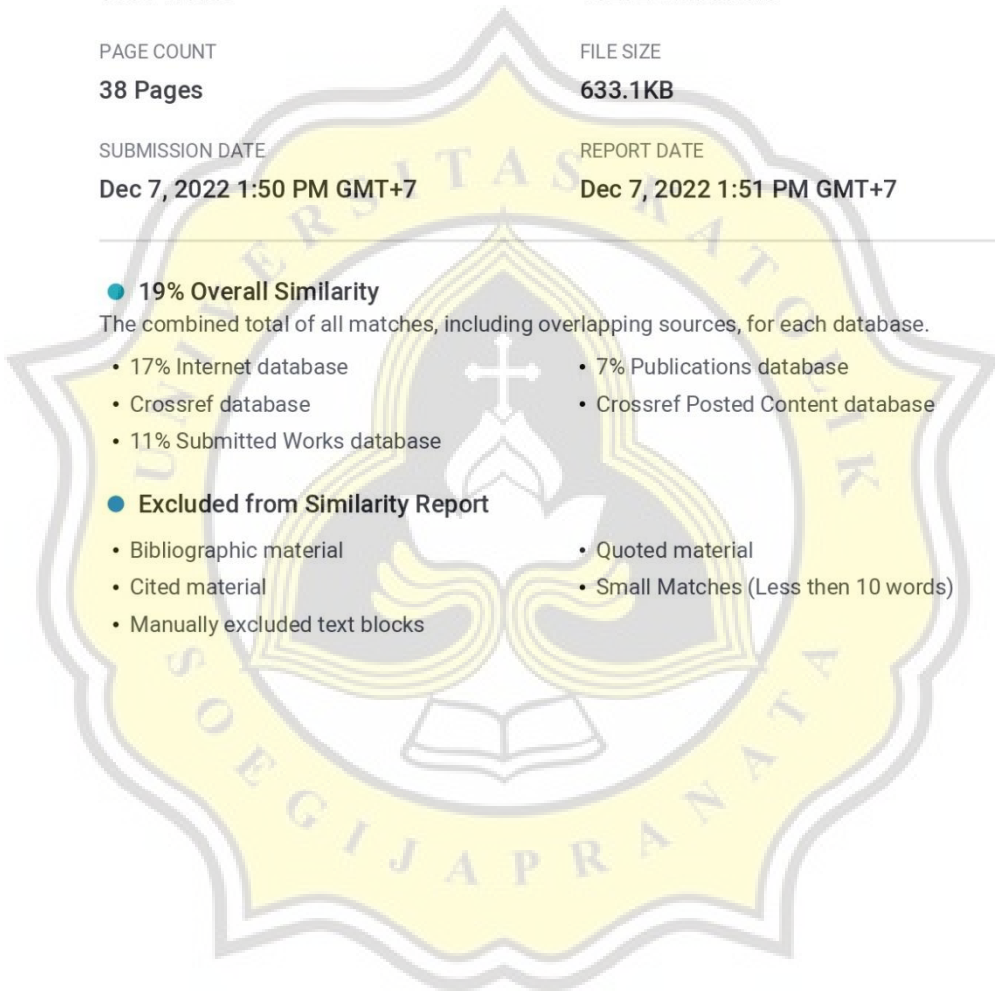 PAGE COUNT
FILE SIZE
38 Pages
633.1KB
SUBMISSION DATE
REPORT DATE
Dec 7, 2022 1:50 PM GMT+7
Dec 7, 2022 1:51 PM GMT+7
● 19% Overall Similarity
The combined total of all matches, including overlapping sources, for each database.
• 17% Internet database
• 7% Publications database
• Crossref database
• Crossref Posted Content database
• 11% Submitted Works database
● Excluded from Similarity Report
• Bibliographic material
• Quoted material
• Cited material
• Small Matches (Less then 10 words)
• Manually excluded text blocks
UNIVERSITAS KATOLIK
SOEGIJAPRANATA